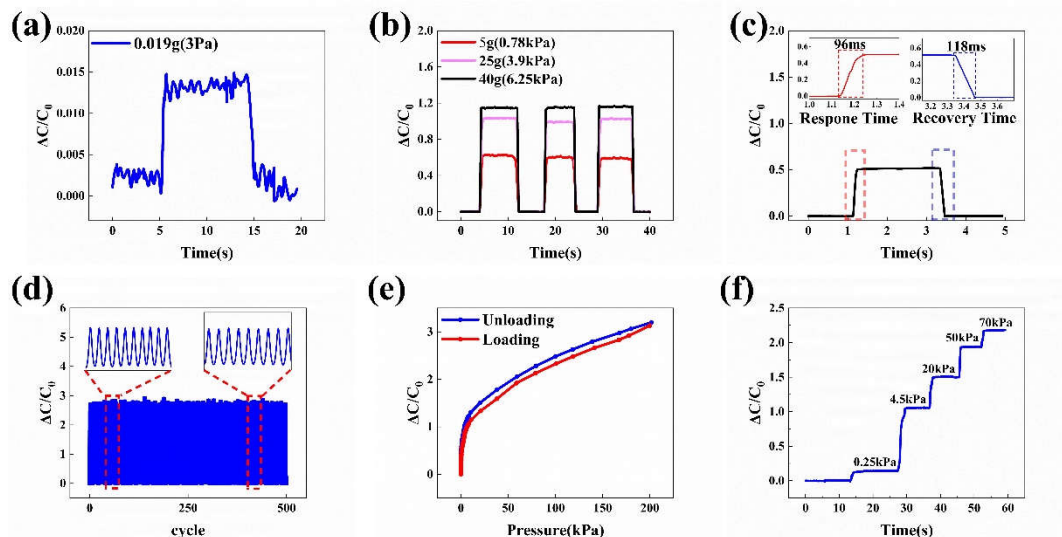 (a)
0.019g(3Pa)
0.020
0.015
0.010
0.005
0.000
ΔC/C0
0 5 10 15 20
Time(s)
(b)
5g(0.78kPa)
25g(3.9kPa)
40g(6.25kPa)
2.0
1.6
1.2
0.8
0.4
0.0
ΔC/C0
0 10 20 30 40
Time(s)
(c)
2.0
1.5
1.0
0.5
0.0
ΔC/C0
96ms
0.6
0.4
0.2
0.0
1.0 1.1 1.2 1.3 1.4
Respone Time
118ms
0.6
0.4
0.2
0.0
3.2 3.4 3.5 3.6
Recovery Time
0 1 2 3 4 5
Time(s)
(d)
6
5
4
3
2
1
0
ΔC/C0
0 250 500
cycle
(e)
Unloading
Loading
3
2
1
0
ΔC/C0
0 50 100 150 200
Pressure(kPa)
(f)
2.5
2.0
1.5
1.0
0.5
0.0
ΔC/C0
0.25kPa
4.5kPa
20kPa
50kPa
70kPa
0 10 20 30 40 50 60
Time(s)